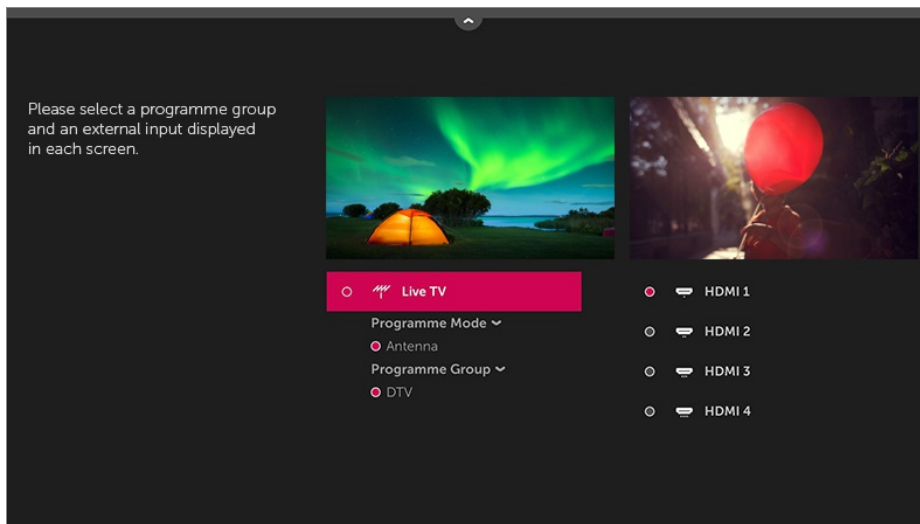 Please select a programme group
and an external input displayed
in each screen.
Live TV
Programme Mode
Antenna
Programme Group
DTV
HDMI 1
HDMI 2
HDMI 3
HDMI 4